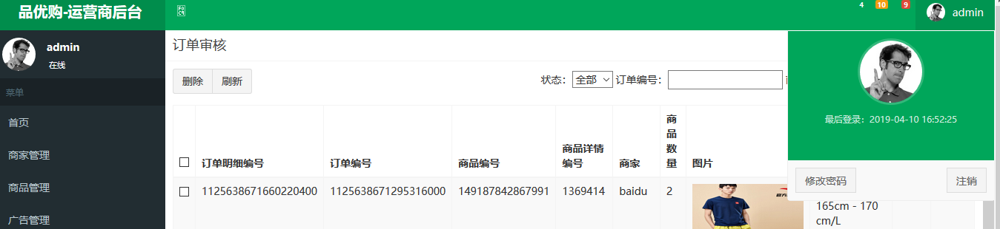 品优购-运营商后台
4 10 9 admin
admin
在线
菜单
首页
商家管理
商品管理
广告管理
订单审核
删除 刷新 状态: 全部 订单编号:
最后登录：2019-04-10 16:52:25
修改密码 注销
订单明细编号 订单编号 商品编号 商品详情编号 商家 商品数量 图片
1125638671660220400 1125638671295316000 149187842867991 1369414 baidu 2
165cm - 170
cm/L